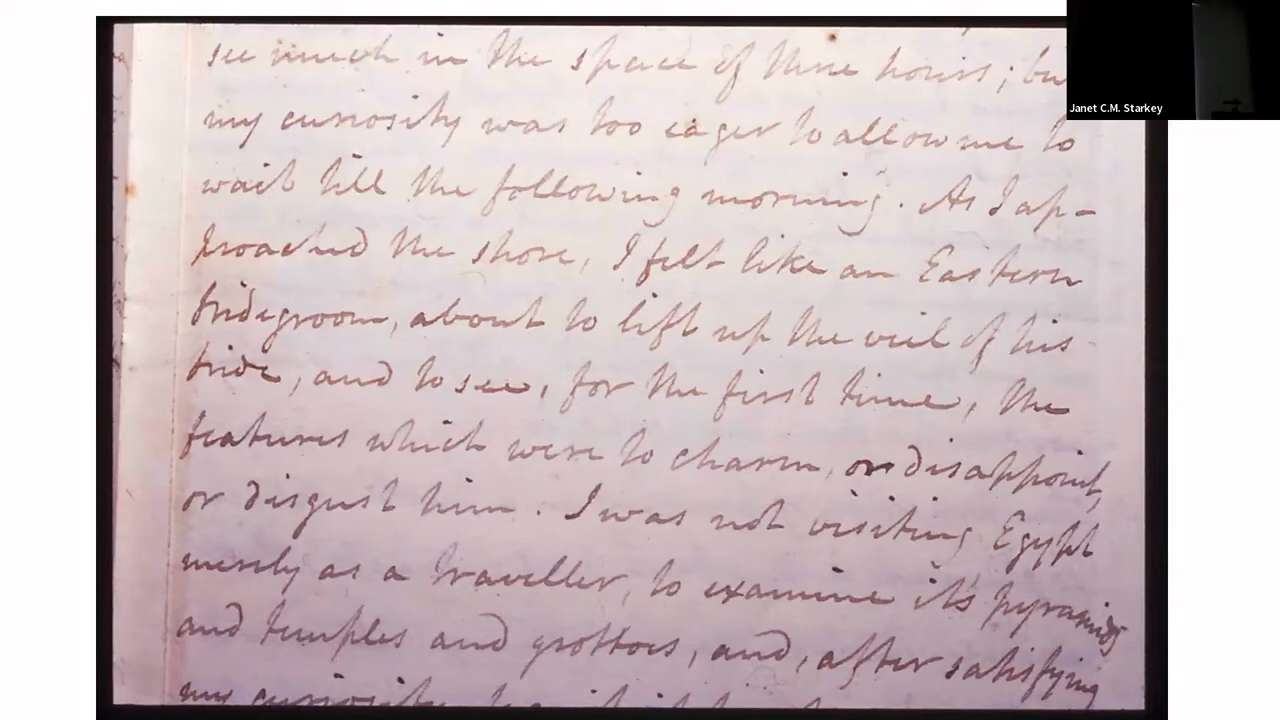 see much in the space of three hours; bu
my curiosity was too eager to allow me to
wait till the following morning. As I ap-
proached the shore, I felt like an Eastern
bridegroom, about to lift up the veil of his
bride, and to see, for the first time, the
features which were to charm, or disappoint,
or disgust him. I was not visiting Egypt
merely as a traveller, to examine it's pyramids
and temples and grottoes, and, after satisfying
my curiosity
Janet C.M. Starkey